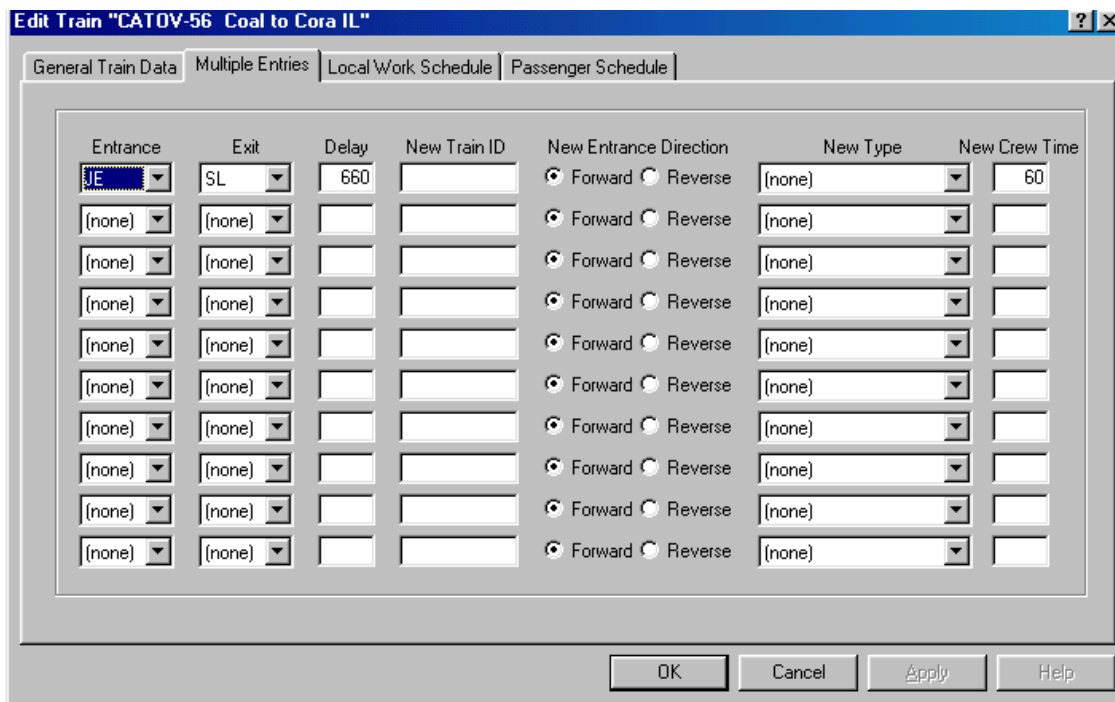 Edit Train "CATOV-56 Coal to Cora IL"
General Train Data Multiple Entries Local Work Schedule Passenger Schedule
Entrance Exit Delay New Train ID New Entrance Direction New Type New Crew Time
JE SL 660 Forward Reverse (none) 60
(none) (none) Forward Reverse (none)
(none) (none) Forward Reverse (none)
(none) (none) Forward Reverse (none)
(none) (none) Forward Reverse (none)
(none) (none) Forward Reverse (none)
(none) (none) Forward Reverse (none)
(none) (none) Forward Reverse (none)
(none) (none) Forward Reverse (none)
(none) (none) Forward Reverse (none)
OK Cancel Apply Help